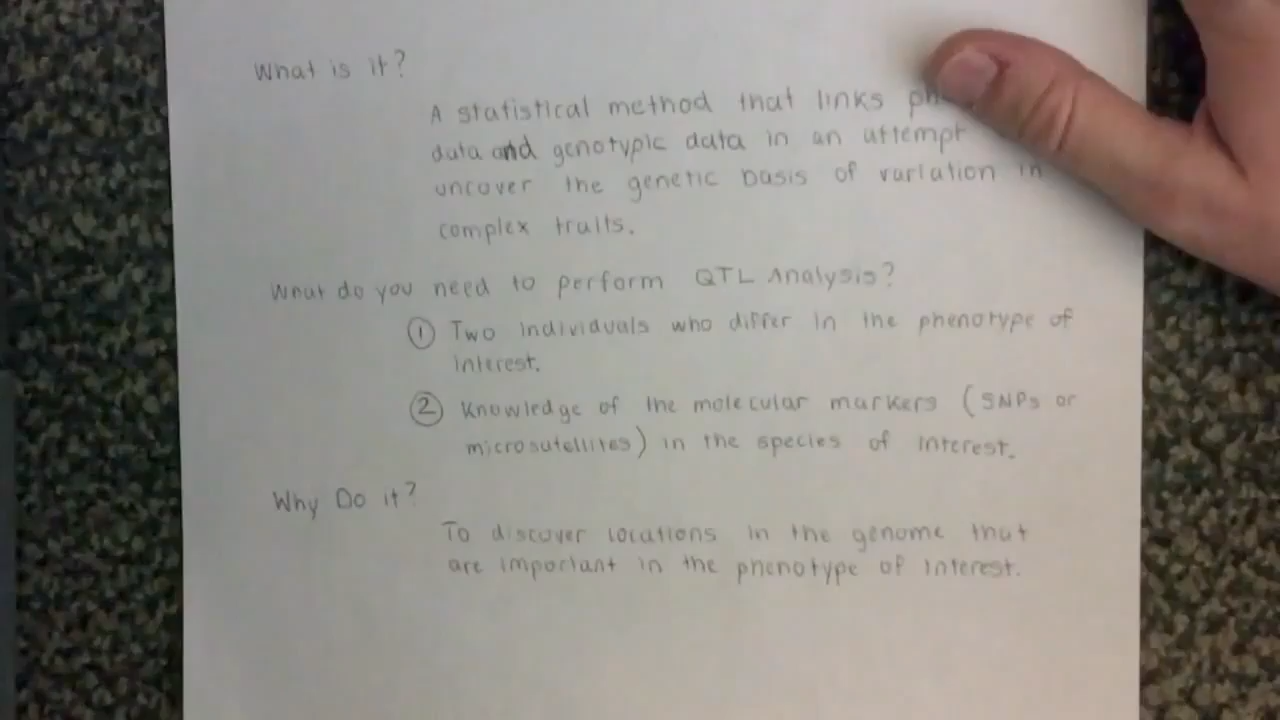 What is it?
A statistical method that links
data and genotypic data in an attempt
uncover the genetic basis of variation in
complex traits.
What do you need to perform QTL Analysis?
① Two individuals who differ in the phenotype of
interest.
② Knowledge of the molecular markers (SNPs or
microsatellites) in the species of interest.
Why Do it?
To discover locations in the genome that
are important in the phenotype of interest.